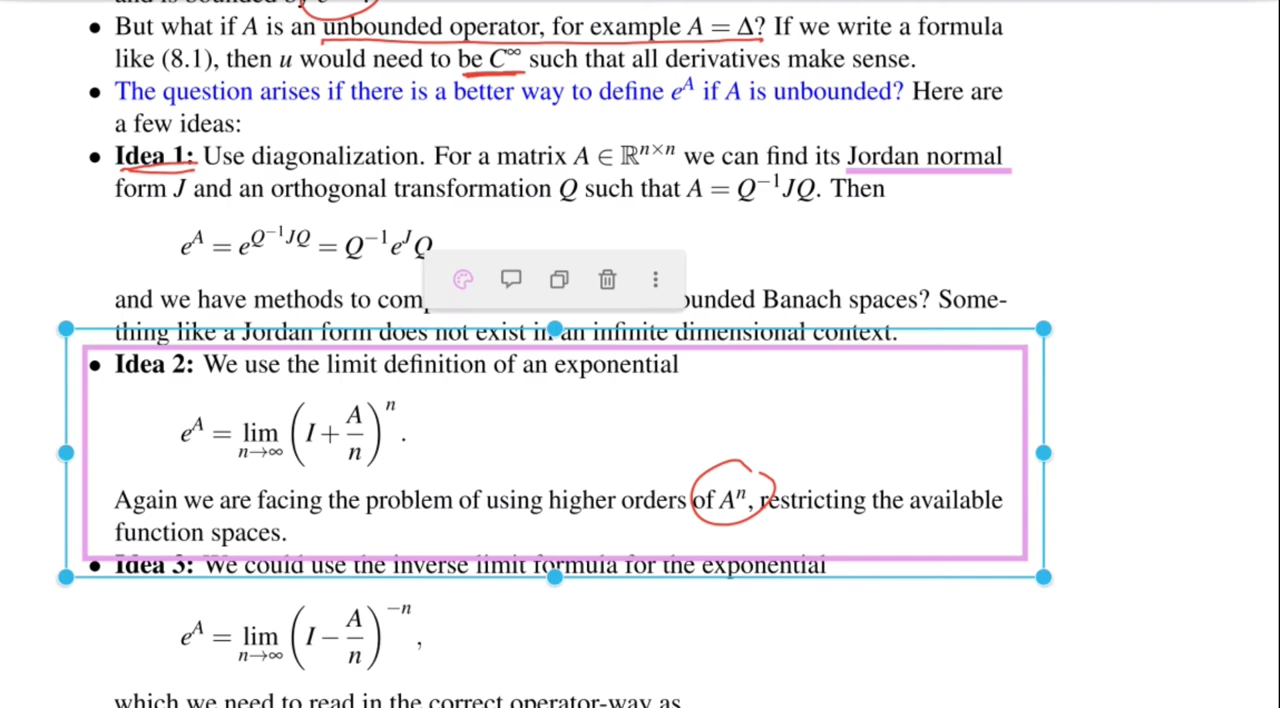 • But what if A is an unbounded operator, for example A = Δ? If we write a formula
like (8.1), then u would need to be C^∞ such that all derivatives make sense.
• The question arises if there is a better way to define e^A if A is unbounded? Here are
a few ideas:
• Idea 1: Use diagonalization. For a matrix A ∈ ℝ^{n×n} we can find its Jordan normal
form J and an orthogonal transformation Q such that A = Q^{−1}JQ. Then
e^A = e^{Q^{−1}JQ} = Q^{−1}e^J Q
and we have methods to com ounded Banach spaces? Some-
thing like a Jordan form does not exist in an infinite dimensional context.
• Idea 2: We use the limit definition of an exponential
e^A = lim_{n→∞} (I + A/n)^n.
Again we are facing the problem of using higher orders of A^n, restricting the available
function spaces.
• Idea 3: We could use the inverse limit formula for the exponential
e^A = lim_{n→∞} (I − A/n)^{−n},
which we need to read in the correct operator-way as